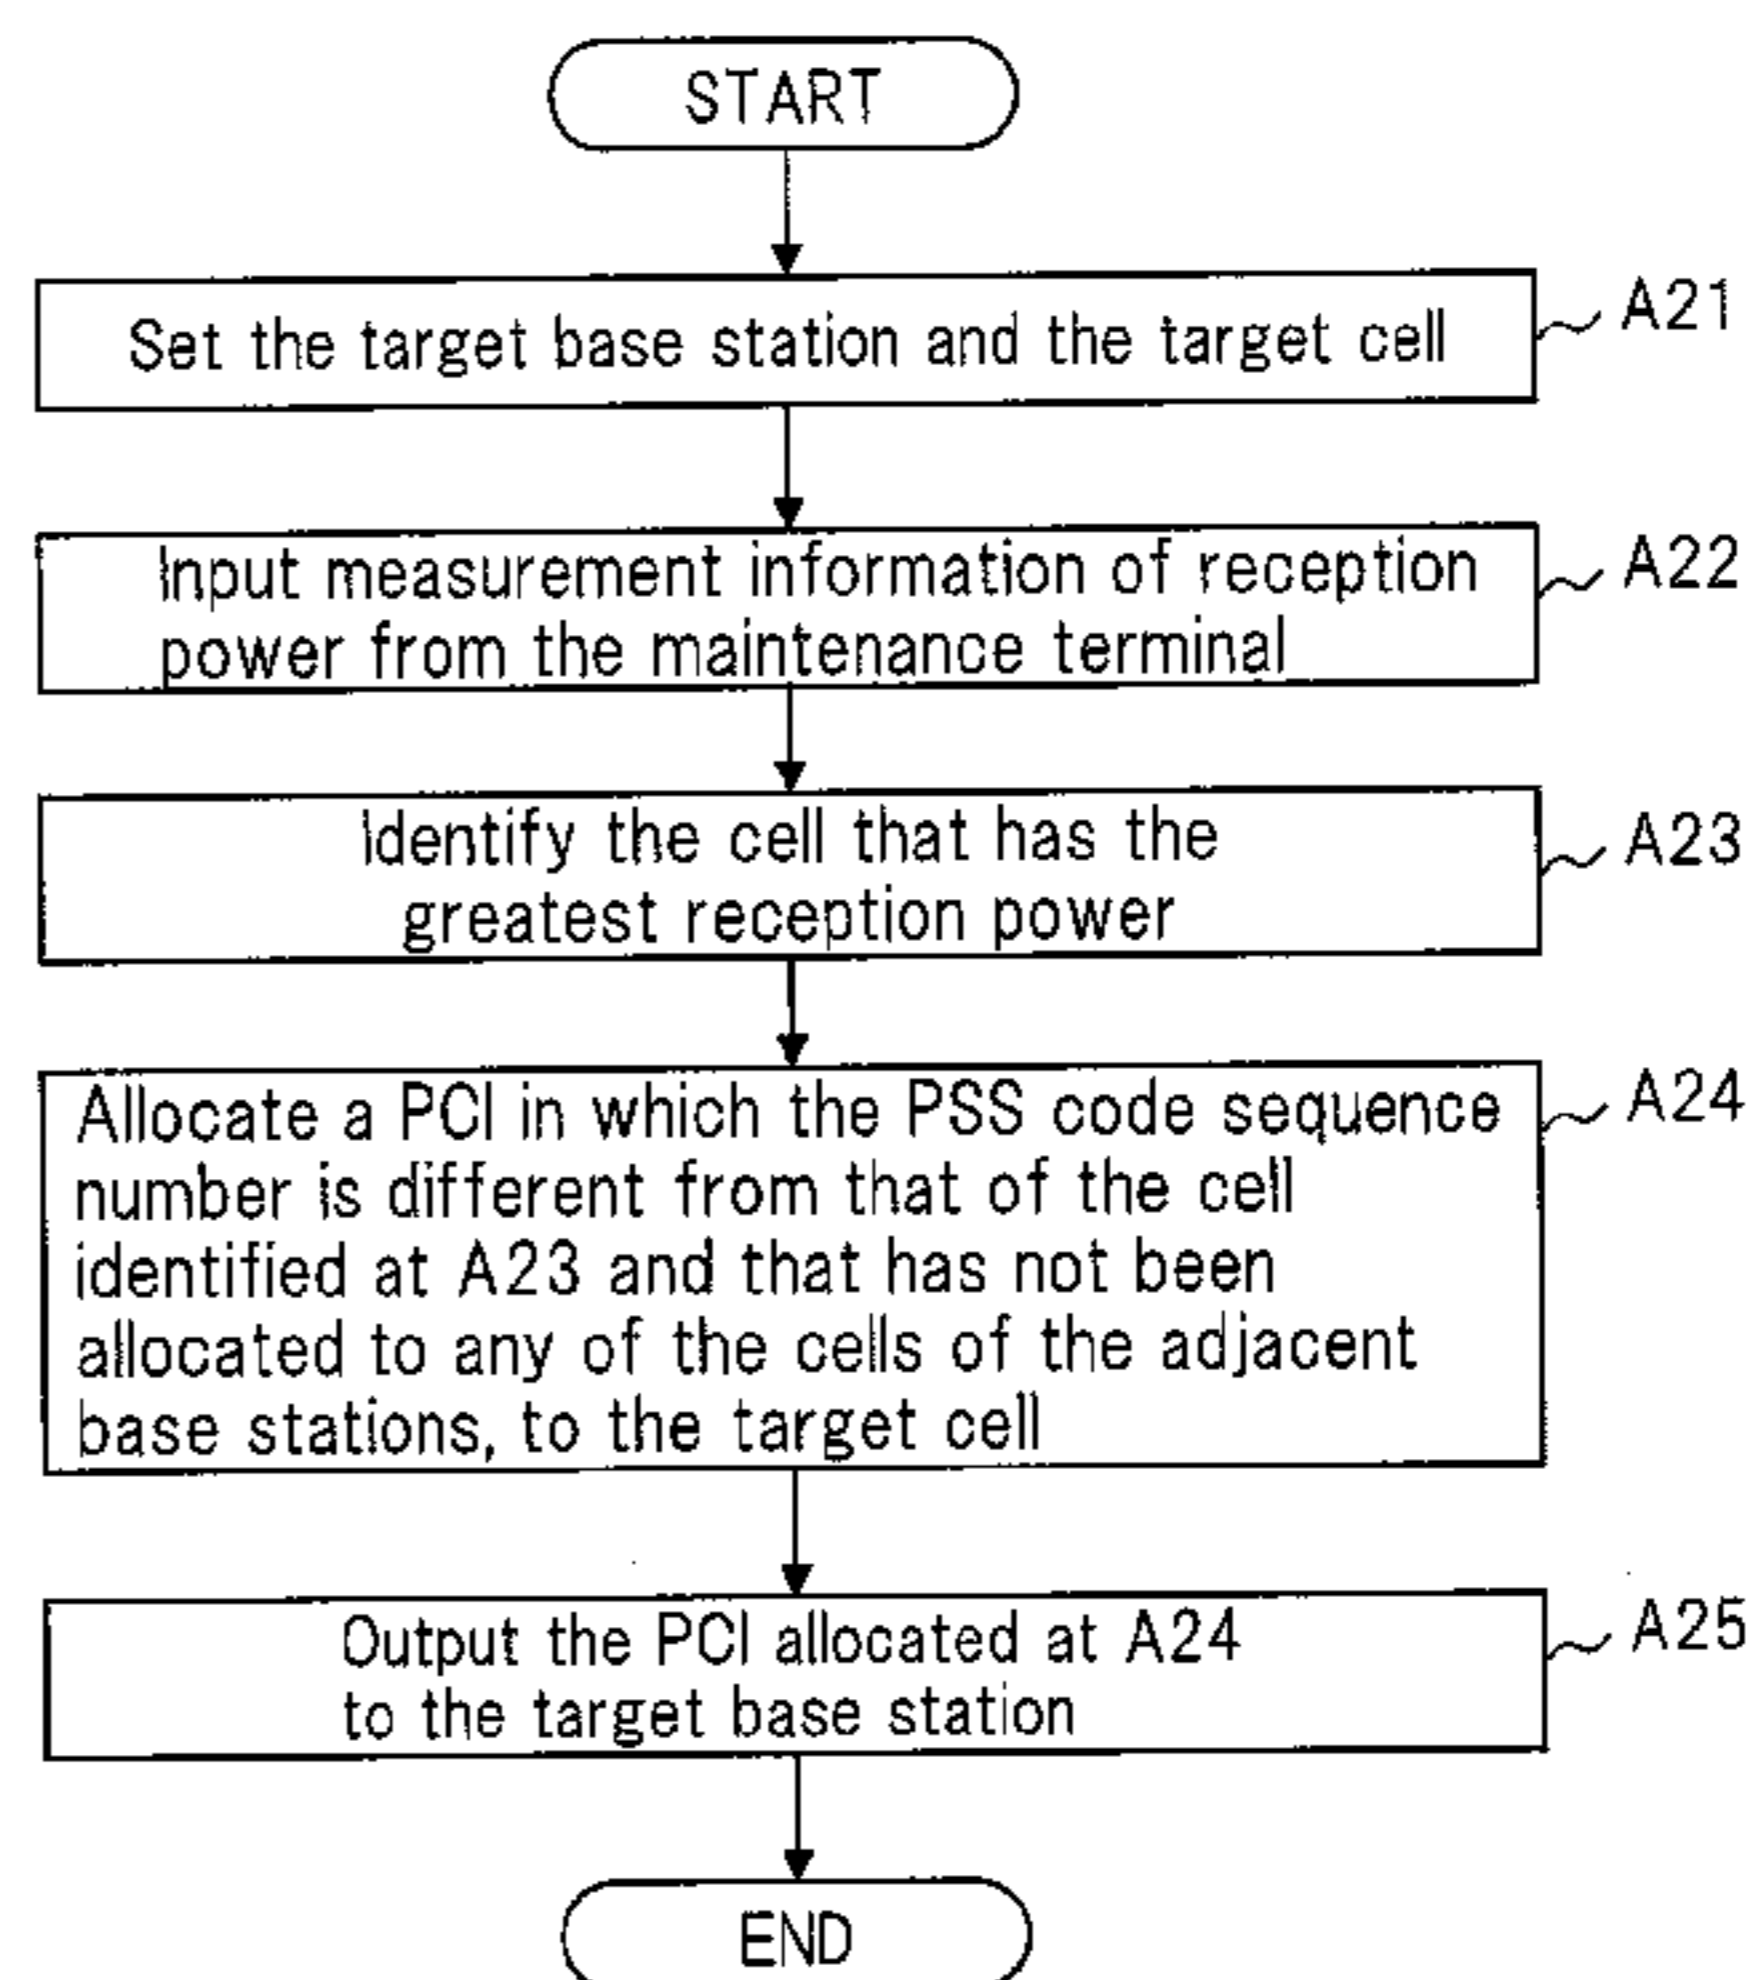 START
Set the target base station and the target cell
A21
Input measurement information of reception
power from the maintenance terminal
A22
Identify the cell that has the
greatest reception power
A23
Allocate a PCI in which the PSS code sequence
number is different from that of the cell
identified at A23 and that has not been
allocated to any of the cells of the adjacent
base stations, to the target cell
A24
Output the PCI allocated at A24
to the target base station
A25
END